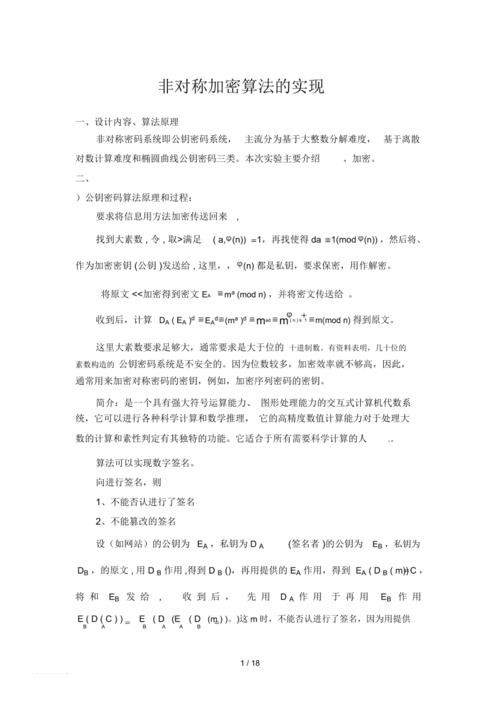 非对称加密算法的实现
一、设计内容、算法原理
非对称密码系统即公钥密码系统， 主流分为基于大整数分解难度， 基于离散
对数计算难度和椭圆曲线公钥密码三类。本次实验主要介绍 、加密。
二、
）公钥密码算法原理和过程：
要求将信息用方法加密传送回来 ，
找到大素数 , 令 , 取>满足 ( a,φ(n)) =1，再找使得 da ≡1(mod φ(n)) ，然后将、
作为加密密钥 (公钥 )发送给 , 这里，，φ(n) 都是私钥，要求保密，用作解密。
将原文 <<加密得到密文 EA ≡mᵃ (mod n) ，并将密文传送给 。
收到后，计算 DA ( EA )ᵈ ≡EAᵈ≡(mᵃ )ᵈ ≡mᵃᵈ≡m φ(n)k+1 ≡m(mod n) 得到原文。
这里大素数要求足够大，通常要求是大于位的 十进制数。有资料表明，几十位的
素数构造的 公钥密码系统是不安全的。因为位数较多，加密效率就不够高，因此，
通常用来加密对称密码的密钥，例如，加密序列密码的密钥。
简介：是一个具有强大符号运算能力、 图形处理能力的交互式计算机代数系
统，它可以进行各种科学计算和数学推理， 它的高精度数值计算能力对于处理大
数的计算和素性判定有其独特的功能。它适合于所有需要科学计算的人 .。
算法可以实现数字签名。
向进行签名，则
1、不能否认进行了签名
2、不能篡改的签名
设（如网站）的公钥为 EA ，私钥为 D A (签名者 )的公钥为 EB ，私钥为
DB ，的原文 , 用 D B 作用 ,得到 D B ()，再用提供的 EA 作用，得到 EA ( D B ( m))=C ，
将 和 EB 发 给 ， 收 到 后 ， 先 用 D A 作 用 于 再 用 EB 作 用
E B ( D A ( C ) ) = E B ( D A (E A ( D B (m) ) )。)这 m 时，不能否认进行了签名，因为用提供
1 / 18